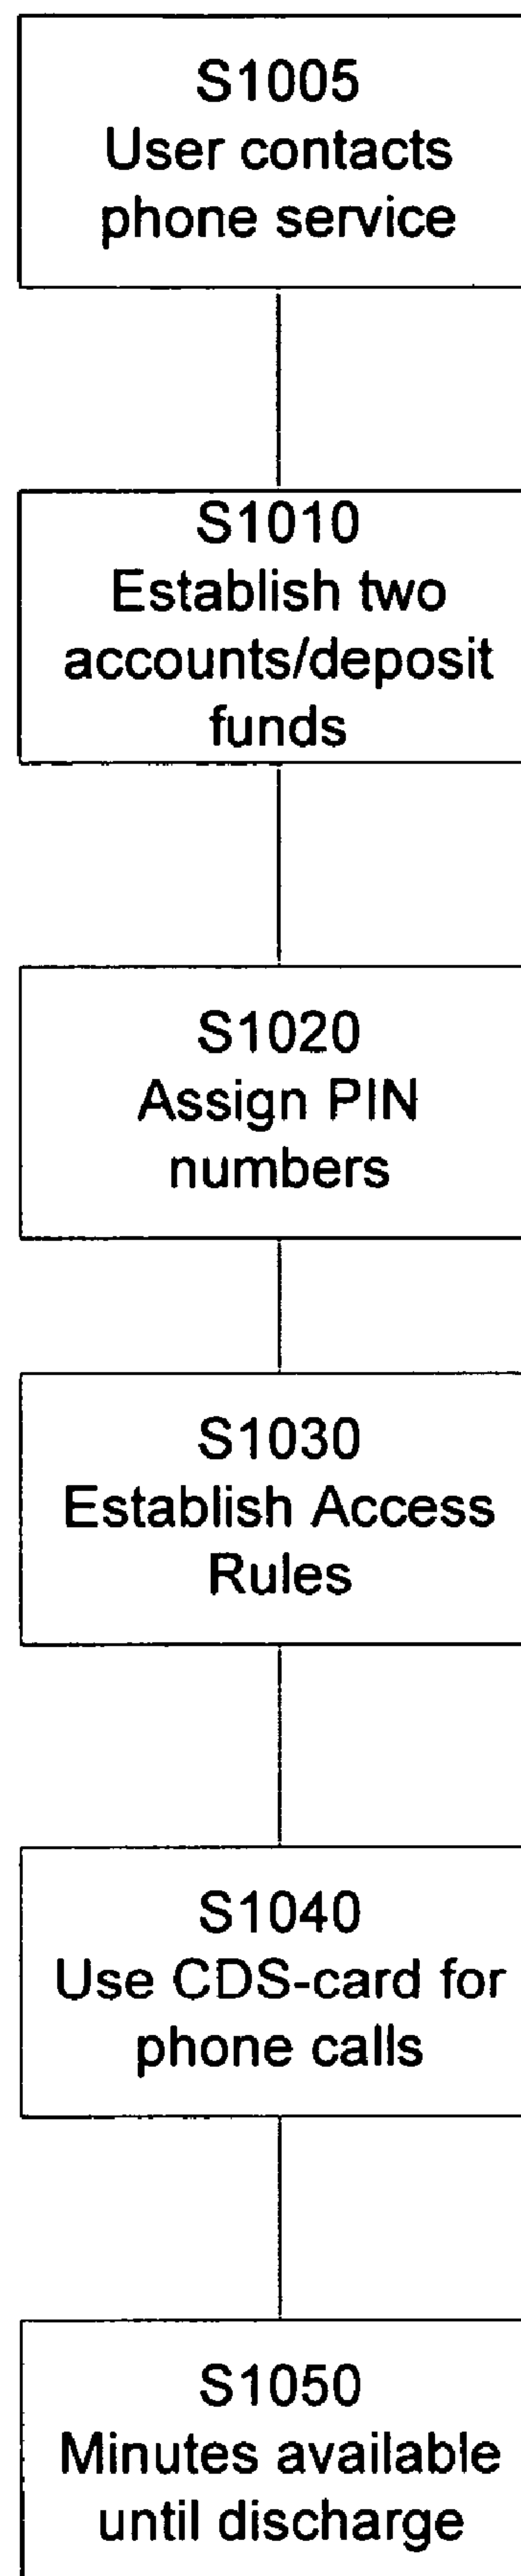 S1005
User contacts
phone service
S1010
Establish two
accounts/deposit
funds
S1020
Assign PIN
numbers
S1030
Establish Access
Rules
S1040
Use CDS-card for
phone calls
S1050
Minutes available
until discharge